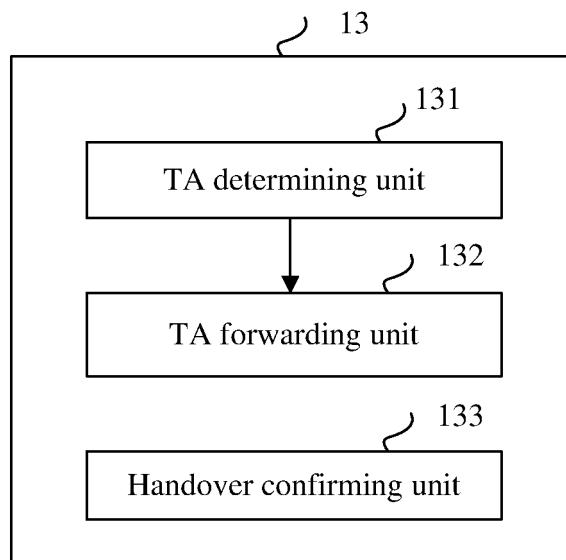 13
131
TA determining unit
132
TA forwarding unit
133
Handover confirming unit